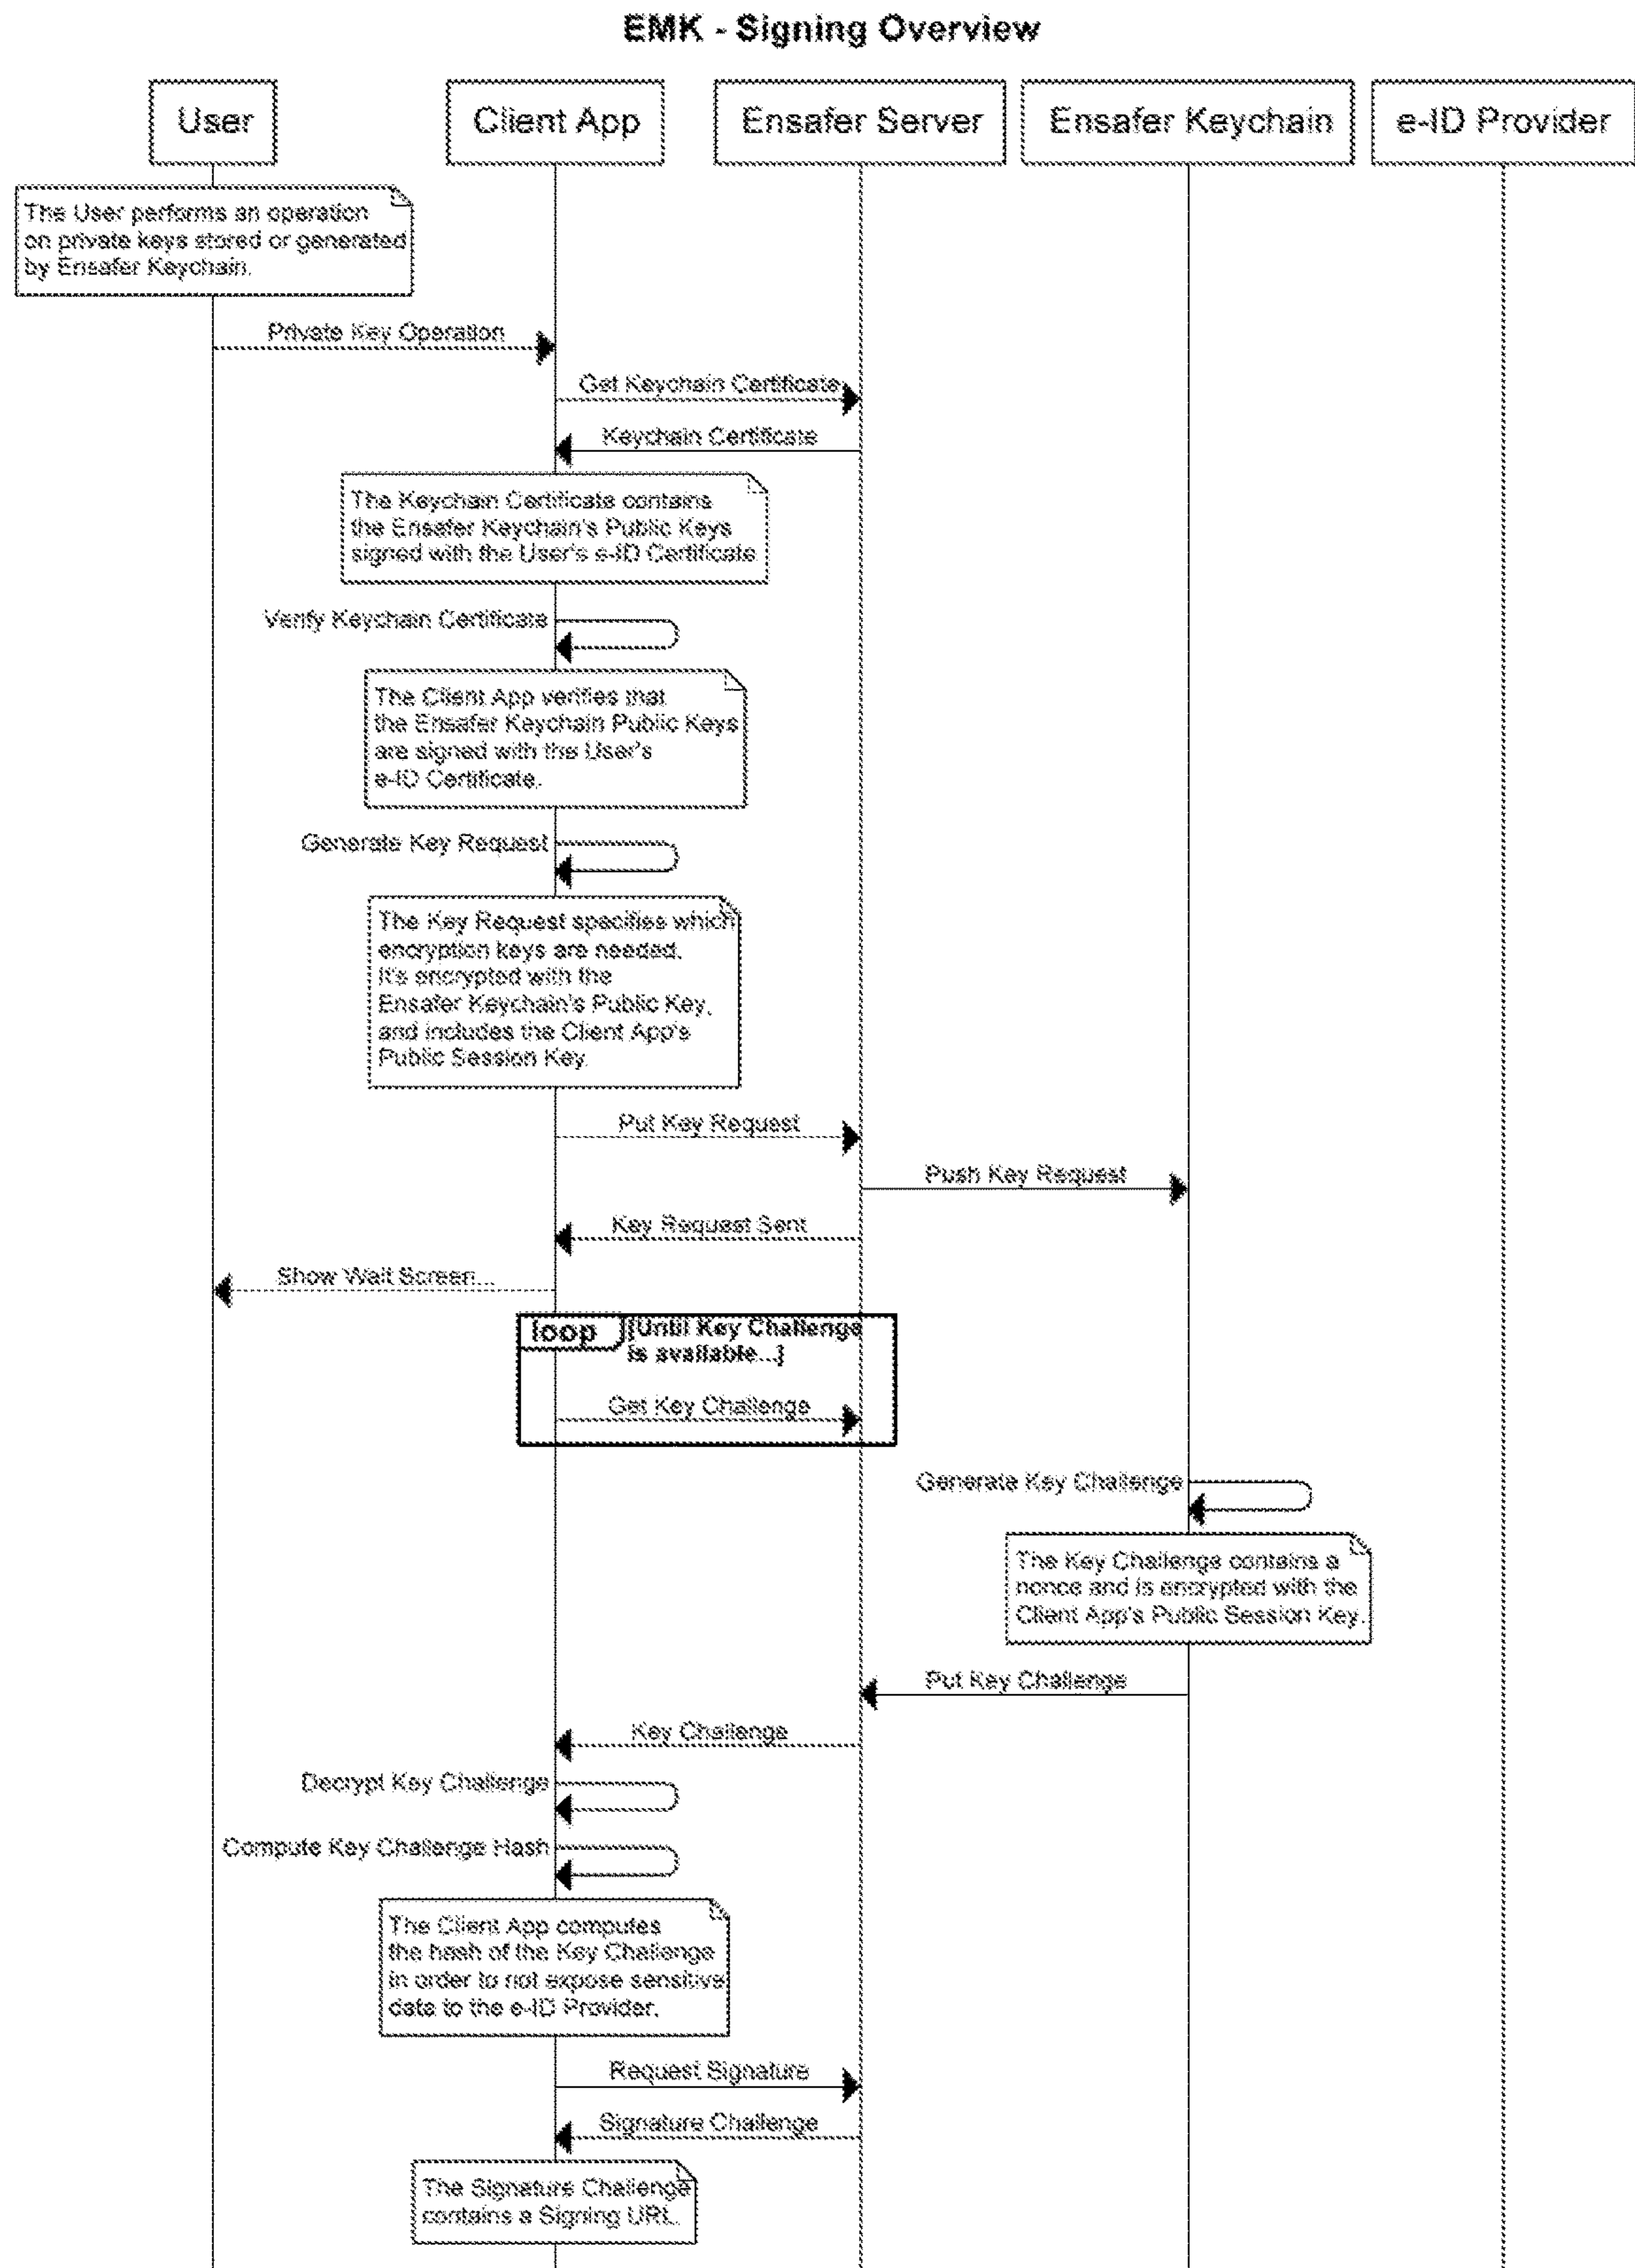 EMK - Signing Overview
User
Client App
Ensafer Server
Ensafer Keychain
e-ID Provider
The User performs an operation
on private keys stored or generated
by Ensafer Keychain.
Private Key Operation
Get Keychain Certificate
Keychain Certificate
The Keychain Certificate contains
the Ensafer Keychain's Public Keys
signed with the User's e-ID Certificate
Verify Keychain Certificate
The Client App verifies that
the Ensafer Keychain Public Keys
are signed with the User's
e-ID Certificate.
Generate Key Request
The Key Request specifies which
encryption keys are needed.
It's encrypted with the
Ensafer Keychain's Public Key,
and includes the Client App's
Public Session Key.
Put Key Request
Push Key Request
Key Request Sent
Show Wait Screen...
loop
[Until Key Challenge
is available...]
Get Key Challenge
Generate Key Challenge
The Key Challenge contains a
nonce and is encrypted with the
Client App's Public Session Key.
Put Key Challenge
Key Challenge
Decrypt Key Challenge
Compute Key Challenge Hash
The Client App computes
the hash of the Key Challenge
in order to not expose sensitive
data to the e-ID Provider.
Request Signature
Signature Challenge
The Signature Challenge
contains a Signing URL.